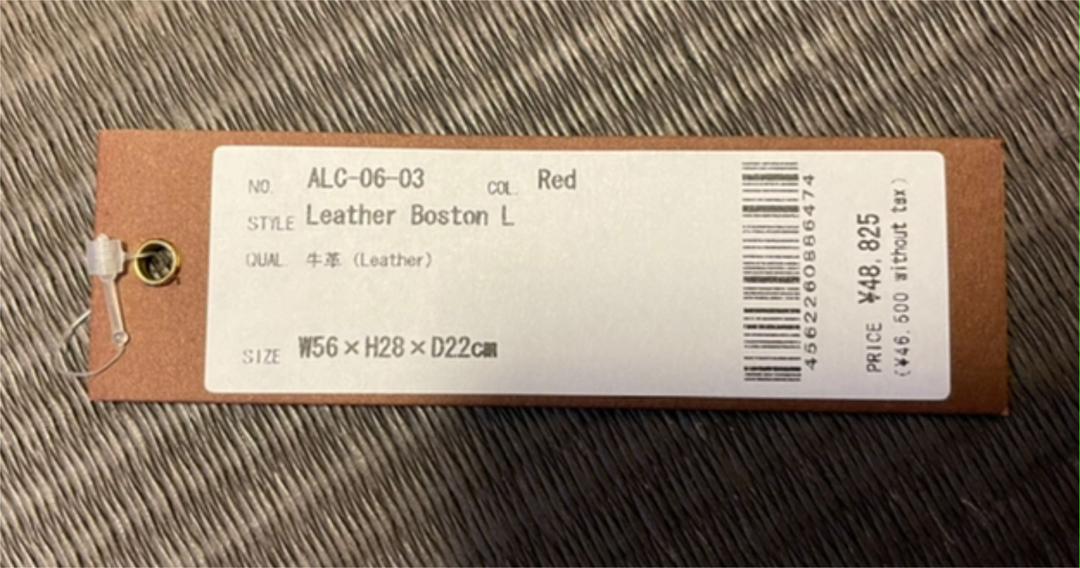 NO. ALC-06-03 COL. Red
STYLE Leather Boston L
QUAL. 牛革 (Leather)
SIZE W56×H28×D22cm
4562260886474
PRICE ¥48,825
(¥46,500 without tax)